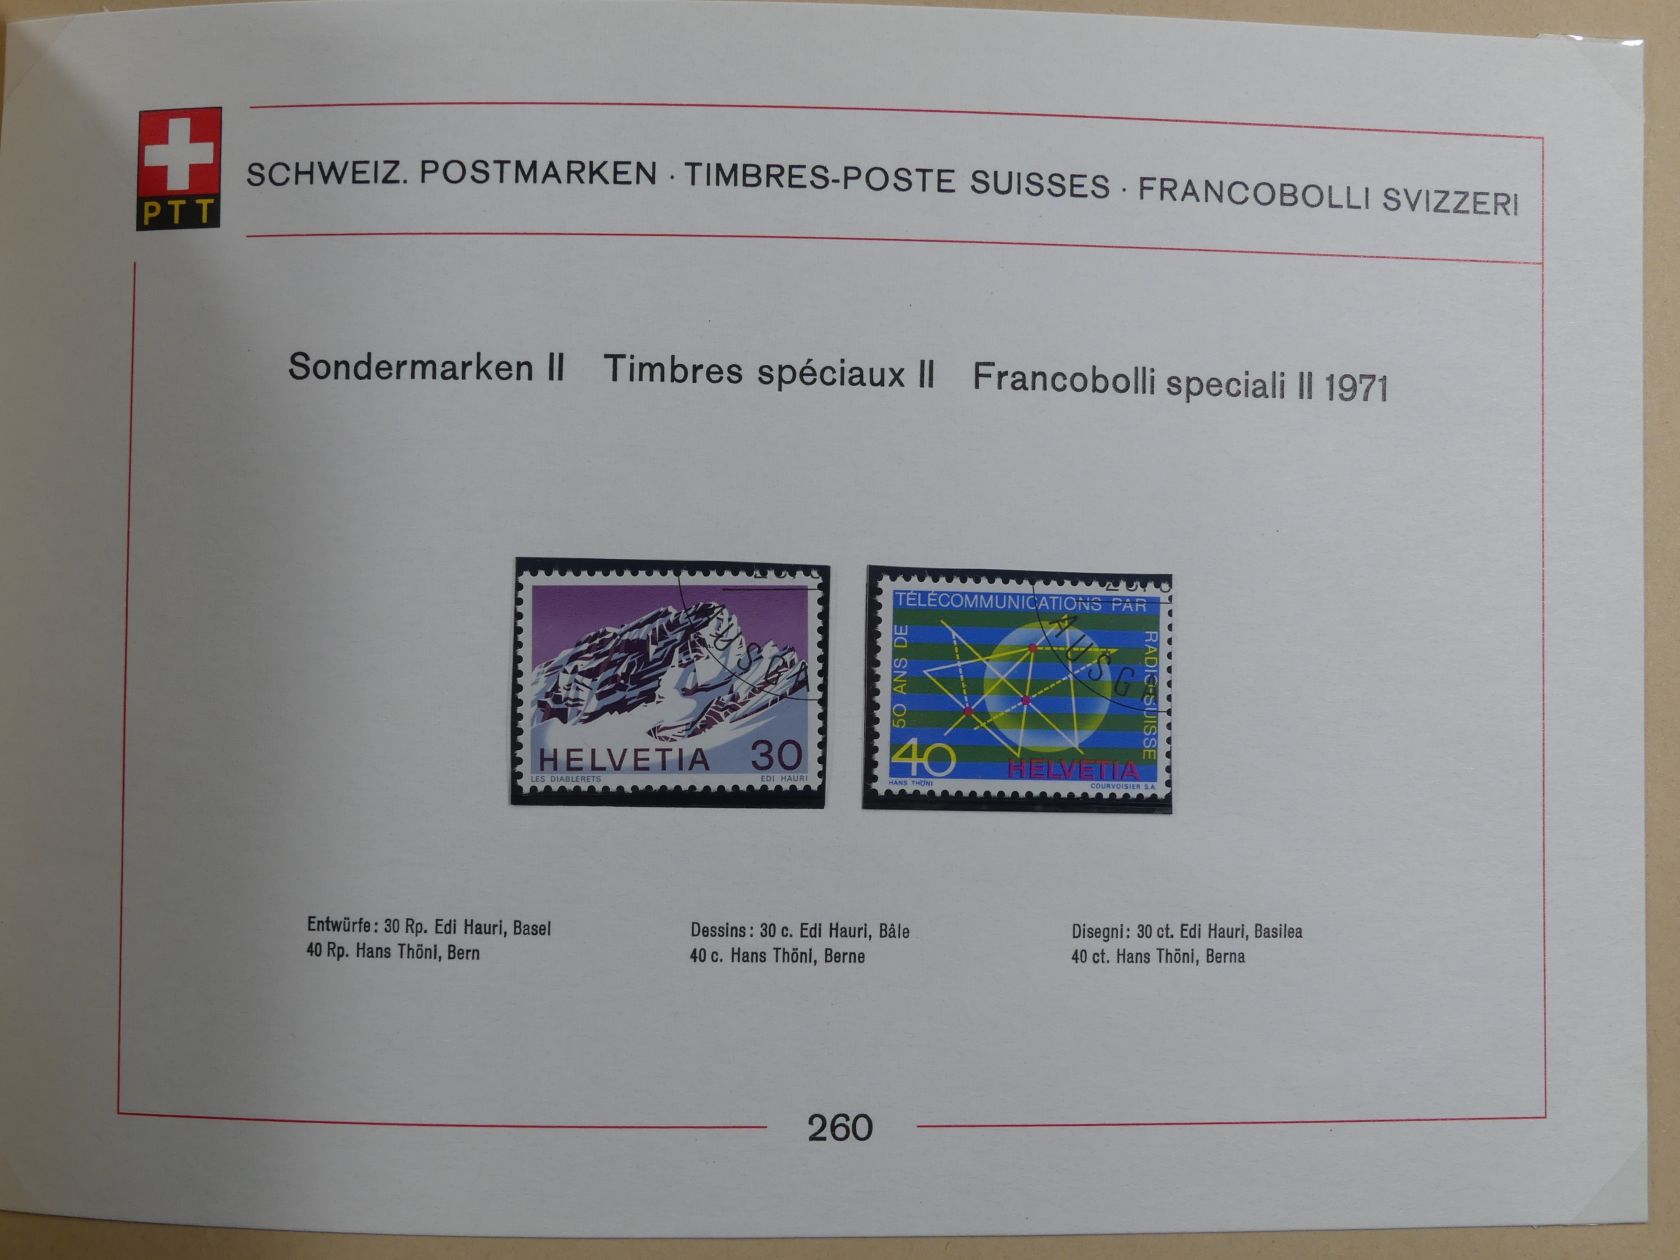 PTT
SCHWEIZ. POSTMARKEN · TIMBRES-POSTE SUISSES · FRANCOBOLLI SVIZZERI
Sondermarken II Timbres spéciaux II Francobolli speciali II 1971
AUSGA
HELVETIA 30
LES DIABLERETS EDI HAURI
50 ANS DE
TÉLÉCOMMUNICATIONS PAR
RADIO-SUISSE
AUSGA
40 HELVETIA
HANS THÖNI COURVOISIER S.A.
Entwürfe: 30 Rp. Edi Hauri, Basel
40 Rp. Hans Thöni, Bern
Dessins: 30 c. Edi Hauri, Bâle
40 c. Hans Thöni, Berne
Disegni: 30 ct. Edi Hauri, Basilea
40 ct. Hans Thöni, Berna
260